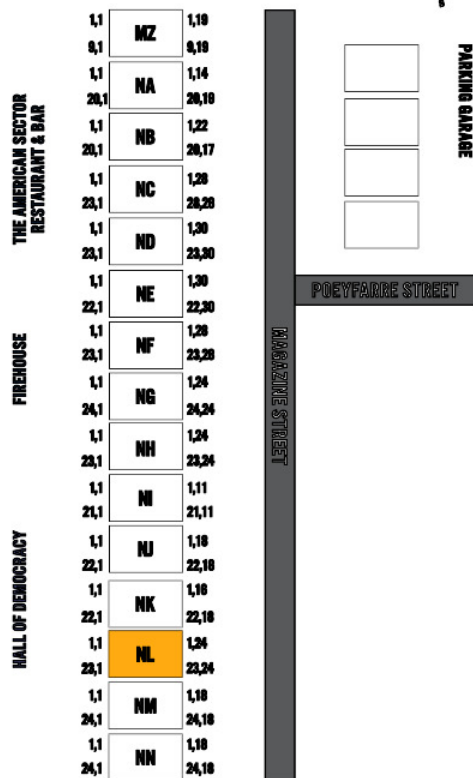 1,1 MZ 1,19
9,1 9,19
1,1 NA 1,14
20,1 20,19
1,1 NB 1,22
20,1 20,17
1,1 NC 1,28
23,1 28,28
1,1 ND 1,30
23,1 23,30
1,1 NE 1,30
22,1 22,30
1,1 NF 1,28
23,1 23,28
1,1 NG 1,24
24,1 24,24
1,1 NH 1,24
23,1 23,24
1,1 NI 1,11
21,1 21,11
1,1 NJ 1,18
22,1 22,18
1,1 NK 1,16
22,1 22,18
1,1 NL 1,24
23,1 23,24
1,1 NM 1,18
24,1 24,18
1,1 NN 1,18
24,1 24,18
THE AMERICAN SECTOR
RESTAURANT & BAR
FIREHOUSE
HALL OF DEMOCRACY
MAGAZINE STREET
POEYFARRE STREET
PARKING GARAGE